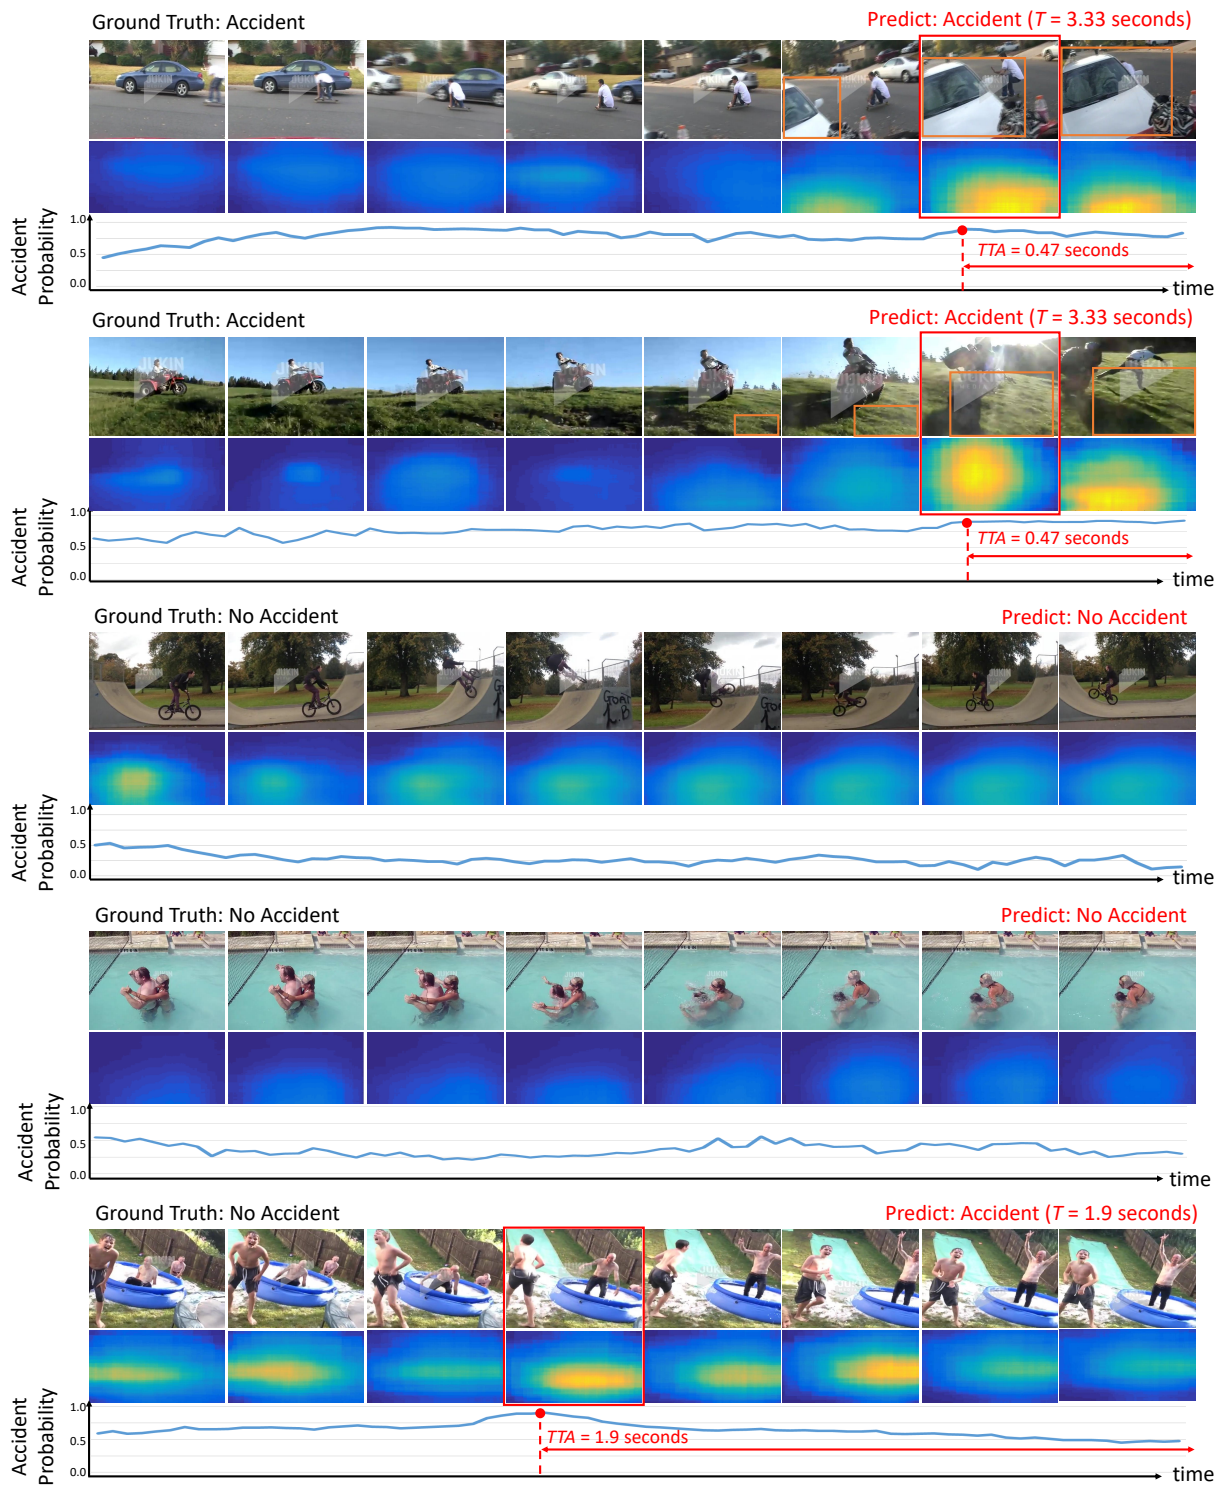 Ground Truth: Accident
Predict: Accident (T = 3.33 seconds)
JUKIN
Accident Probability
1.0
0.5
0.0
TTA = 0.47 seconds
time
Ground Truth: Accident
Predict: Accident (T = 3.33 seconds)
JUKIN
Accident Probability
1.0
0.5
0.0
TTA = 0.47 seconds
time
Ground Truth: No Accident
Predict: No Accident
Accident Probability
1.0
0.5
0.0
time
Ground Truth: No Accident
Predict: No Accident
JUKIN
Accident Probability
1.0
0.5
0.0
time
Ground Truth: No Accident
Predict: Accident (T = 1.9 seconds)
Accident Probability
1.0
0.5
0.0
TTA = 1.9 seconds
time